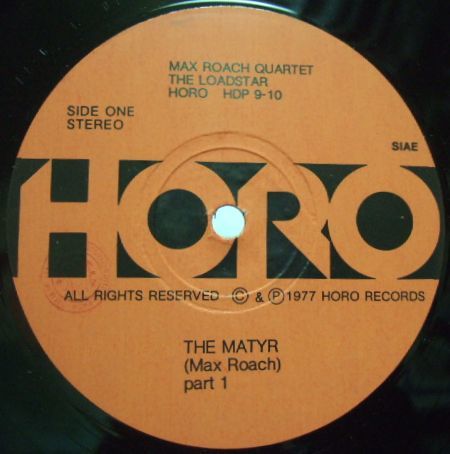 MAX ROACH QUARTET
THE LOADSTAR
HORO HDP 9-10
SIDE ONE
STEREO
SIAE
HORO
ALL RIGHTS RESERVED © & ℗ 1977 HORO RECORDS
THE MATYR
(Max Roach)
part 1